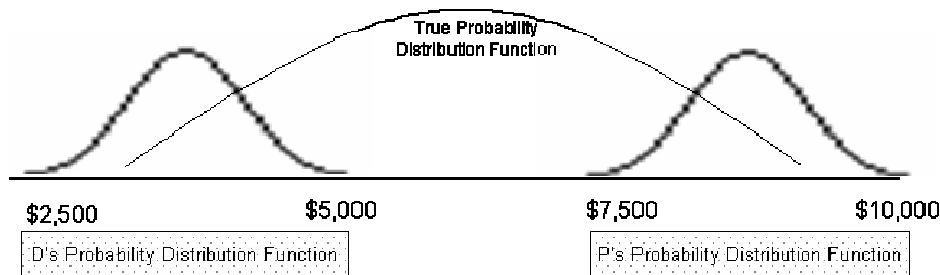 True Probability
Distribution Function
$2,500
$5,000
$7,500
$10,000
D's Probability Distribution Function
P's Probability Distribution Function